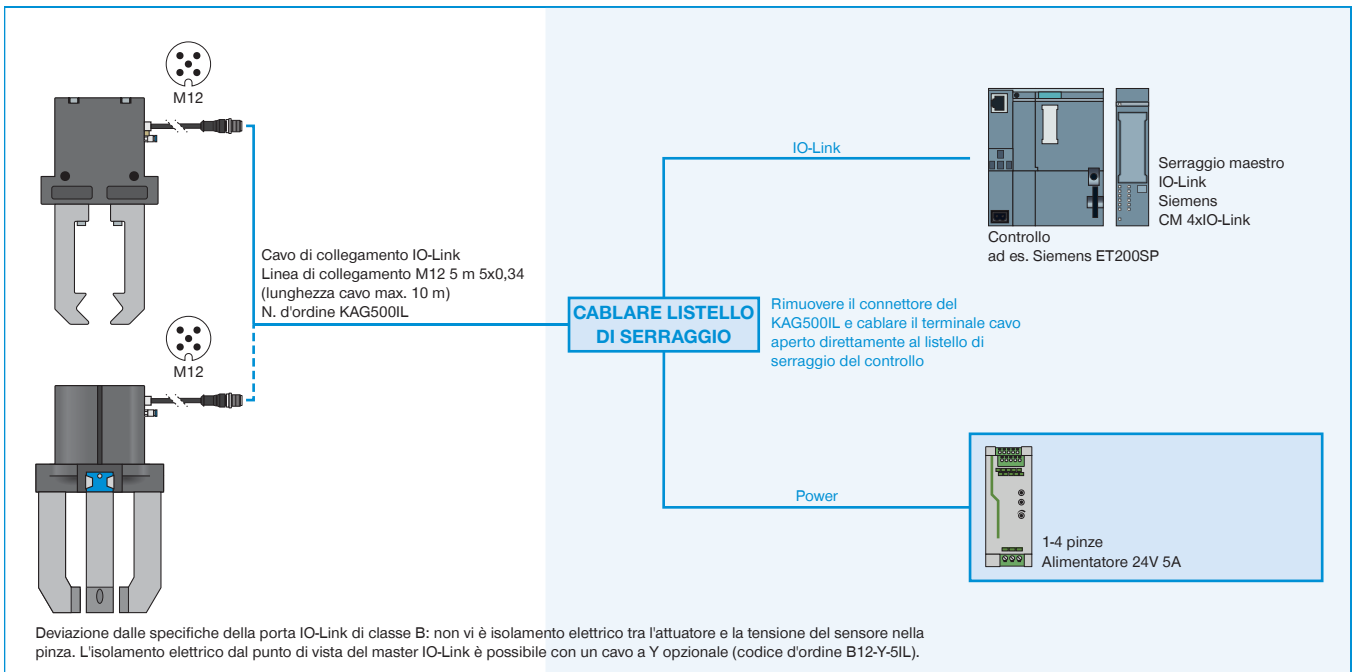 M12
IO-Link
Serraggio maestro
IO-Link
Siemens
CM 4xIO-Link
Controllo
ad es. Siemens ET200SP
Cavo di collegamento IO-Link
Linea di collegamento M12 5 m 5x0,34
(lunghezza cavo max. 10 m)
N. d'ordine KAG500IL
CABLARE LISTELLO
DI SERRAGGIO
Rimuovere il connettore del
KAG500IL e cablare il terminale cavo
aperto direttamente al listello di
serraggio del controllo
M12
Power
1-4 pinze
Alimentatore 24V 5A
Deviazione dalle specifiche della porta IO-Link di classe B: non vi è isolamento elettrico tra l'attuatore e la tensione del sensore nella
pinza. L'isolamento elettrico dal punto di vista del master IO-Link è possibile con un cavo a Y opzionale (codice d'ordine B12-Y-5IL).